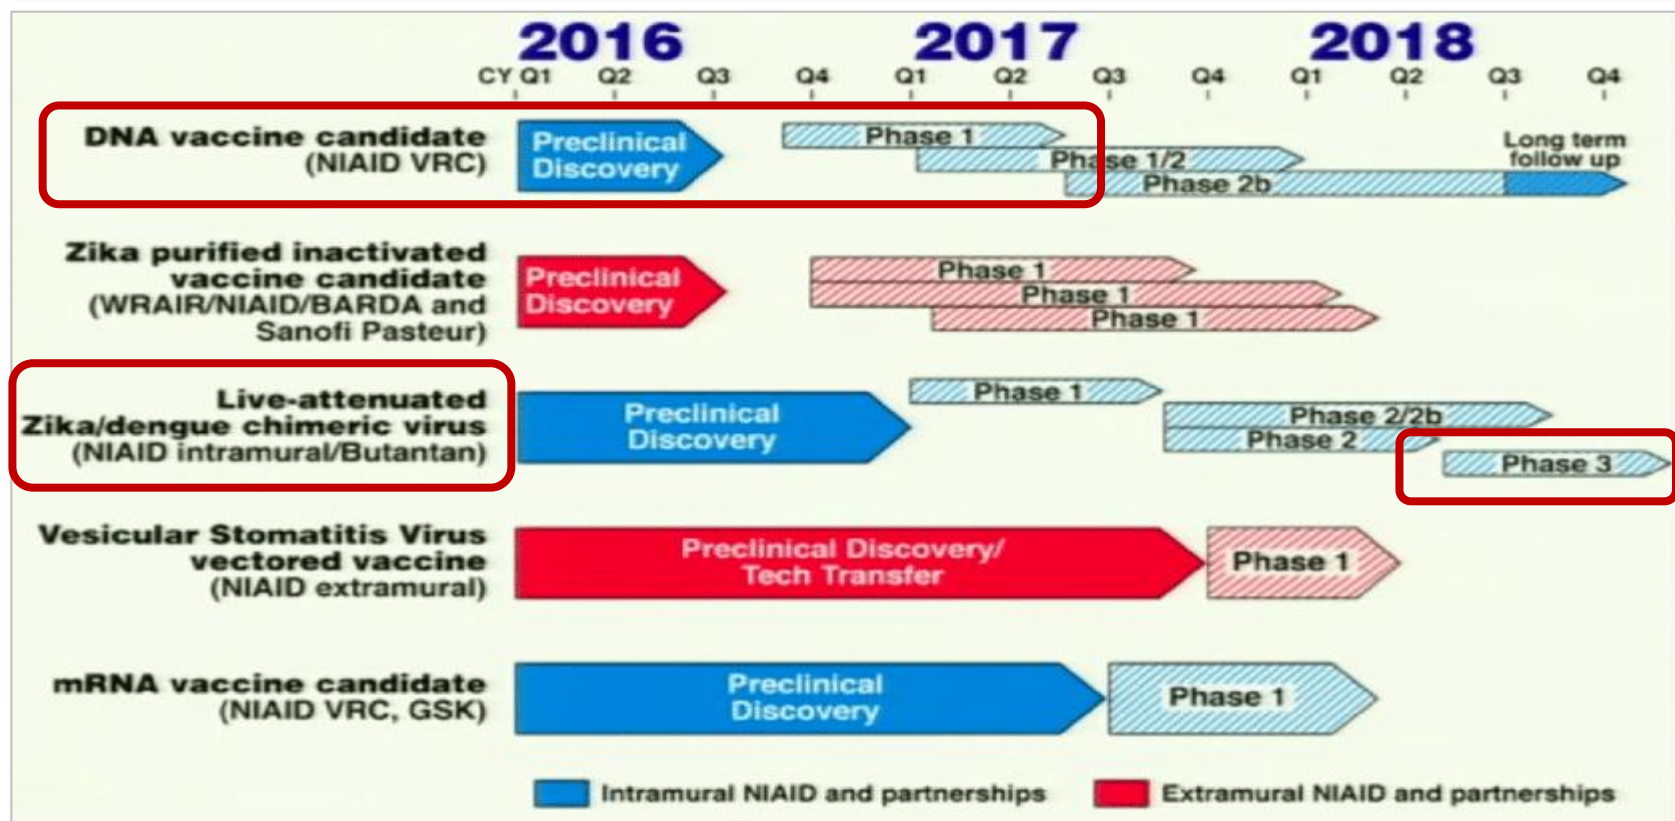 2016 2017 2018
CY Q1 Q2 Q3 Q4 Q1 Q2 Q3 Q4 Q1 Q2 Q3 Q4
DNA vaccine candidate
(NIAID VRC)
Preclinical
Discovery
Phase 1
Phase 1/2
Phase 2b
Long term
follow up
Zika purified inactivated
vaccine candidate
(WRAIR/NIAID/BARDA and
Sanofi Pasteur)
Preclinical
Discovery
Phase 1
Phase 1
Phase 1
Live-attenuated
Zika/dengue chimeric virus
(NIAID intramural/Butantan)
Preclinical
Discovery
Phase 1
Phase 2/2b
Phase 2
Phase 3
Vesicular Stomatitis Virus
vectored vaccine
(NIAID extramural)
Preclinical Discovery/
Tech Transfer
Phase 1
mRNA vaccine candidate
(NIAID VRC, GSK)
Preclinical
Discovery
Phase 1
Intramural NIAID and partnerships
Extramural NIAID and partnerships